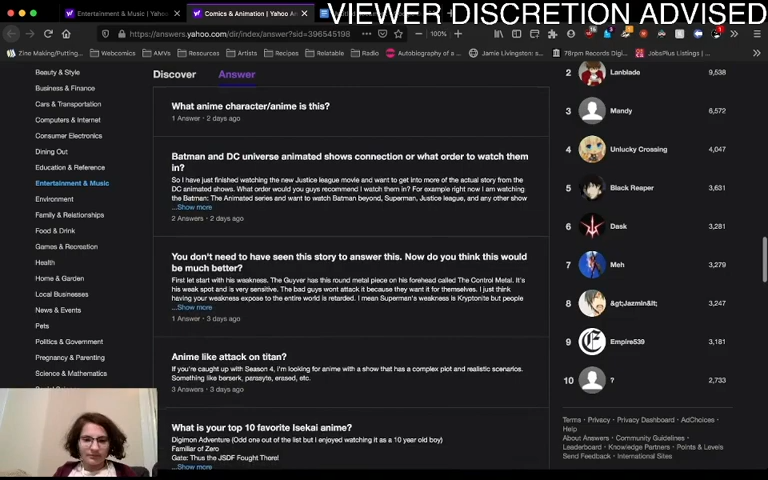 VIEWER DISCRETION ADVISED
Entertainment & Music | Yahoo
Comics & Animation | Yahoo An
https://answers.yahoo.com/dir/index/answer?sid=396545198
100%
Zine Making/Putting...
Webcomics
AMVs
Resources
Artists
Recipes
Relatable
Radio
Autobiography of a...
Jamie Livingston: s...
78rpm Records Digi...
JobsPlus Listings |...
Beauty & Style
Business & Finance
Cars & Transportation
Computers & Internet
Consumer Electronics
Dining Out
Education & Reference
Entertainment & Music
Environment
Family & Relationships
Food & Drink
Games & Recreation
Health
Home & Garden
Local Businesses
News & Events
Pets
Politics & Government
Pregnancy & Parenting
Science & Mathematics
Discover
Answer
What anime character/anime is this?
1 Answer · 2 days ago
Batman and DC universe animated shows connection or what order to watch them
in?
So I have just finished watching the new Justice league movie and want to get into more of the actual story from the
DC animated shows. What order would you guys recommend I watch them in? For example right now I am watching
the Batman: The Animated series and want to watch Batman beyond, Superman, Justice league, and any other show
...Show more
2 Answers · 2 days ago
You don't need to have seen this story to answer this. Now do you think this would
be much better?
First let start with his weakness. The Guyver has this round metal piece on his forehead called The Control Metal. It's
his weak spot and is very sensitive. The bad guys wont attack it because they want it for themselves. I just think
having your weakness expose to the entire world is retarded. I mean Superman's weakness is Kryptonite but people
...Show more
1 Answer · 3 days ago
Anime like attack on titan?
If you're caught up with Season 4, i'm looking for anime with a show that has a complex plot and realistic scenarios.
Something like berserk, parasyte, erased, etc.
3 Answers · 3 days ago
What is your top 10 favorite Isekai anime?
Digimon Adventure (Odd one out of the list but I enjoyed watching it as a 10 year old boy)
Familiar of Zero
Gate: Thus the JSDF Fought There!
...Show more
2 Lanblade 9,538
3 Mandy 6,572
4 Unlucky Crossing 4,047
5 Black Reaper 3,631
6 Dask 3,281
7 Meh 3,279
8 &gt;Jazmin&lt; 3,247
9 Empire539 3,181
10 ? 2,733
Terms · Privacy · Privacy Dashboard · AdChoices ·
Help
About Answers · Community Guidelines ·
Leaderboard · Knowledge Partners · Points & Levels
Send Feedback · International Sites